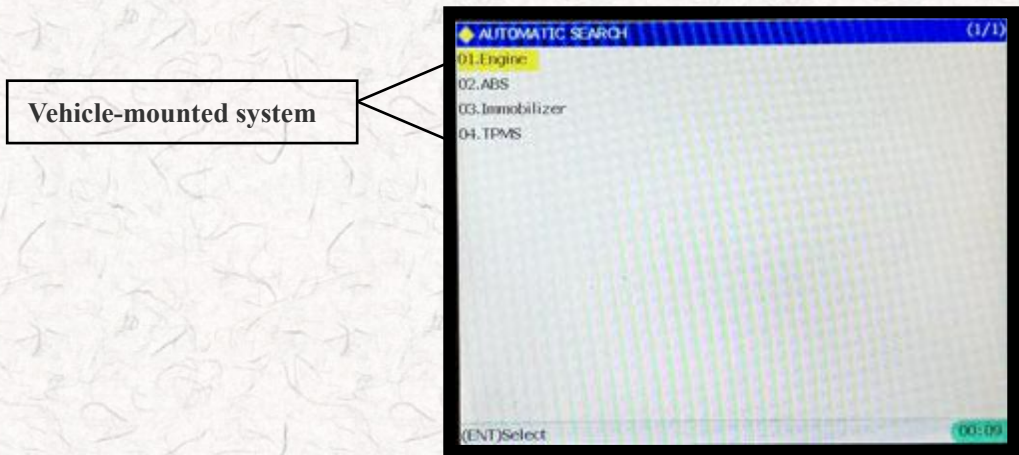 AUTOMATIC SEARCH (1/1)
01.Engine
Vehicle-mounted system
02.ABS
03.Immobilizer
04.TPMS
(ENT)Select 00:09